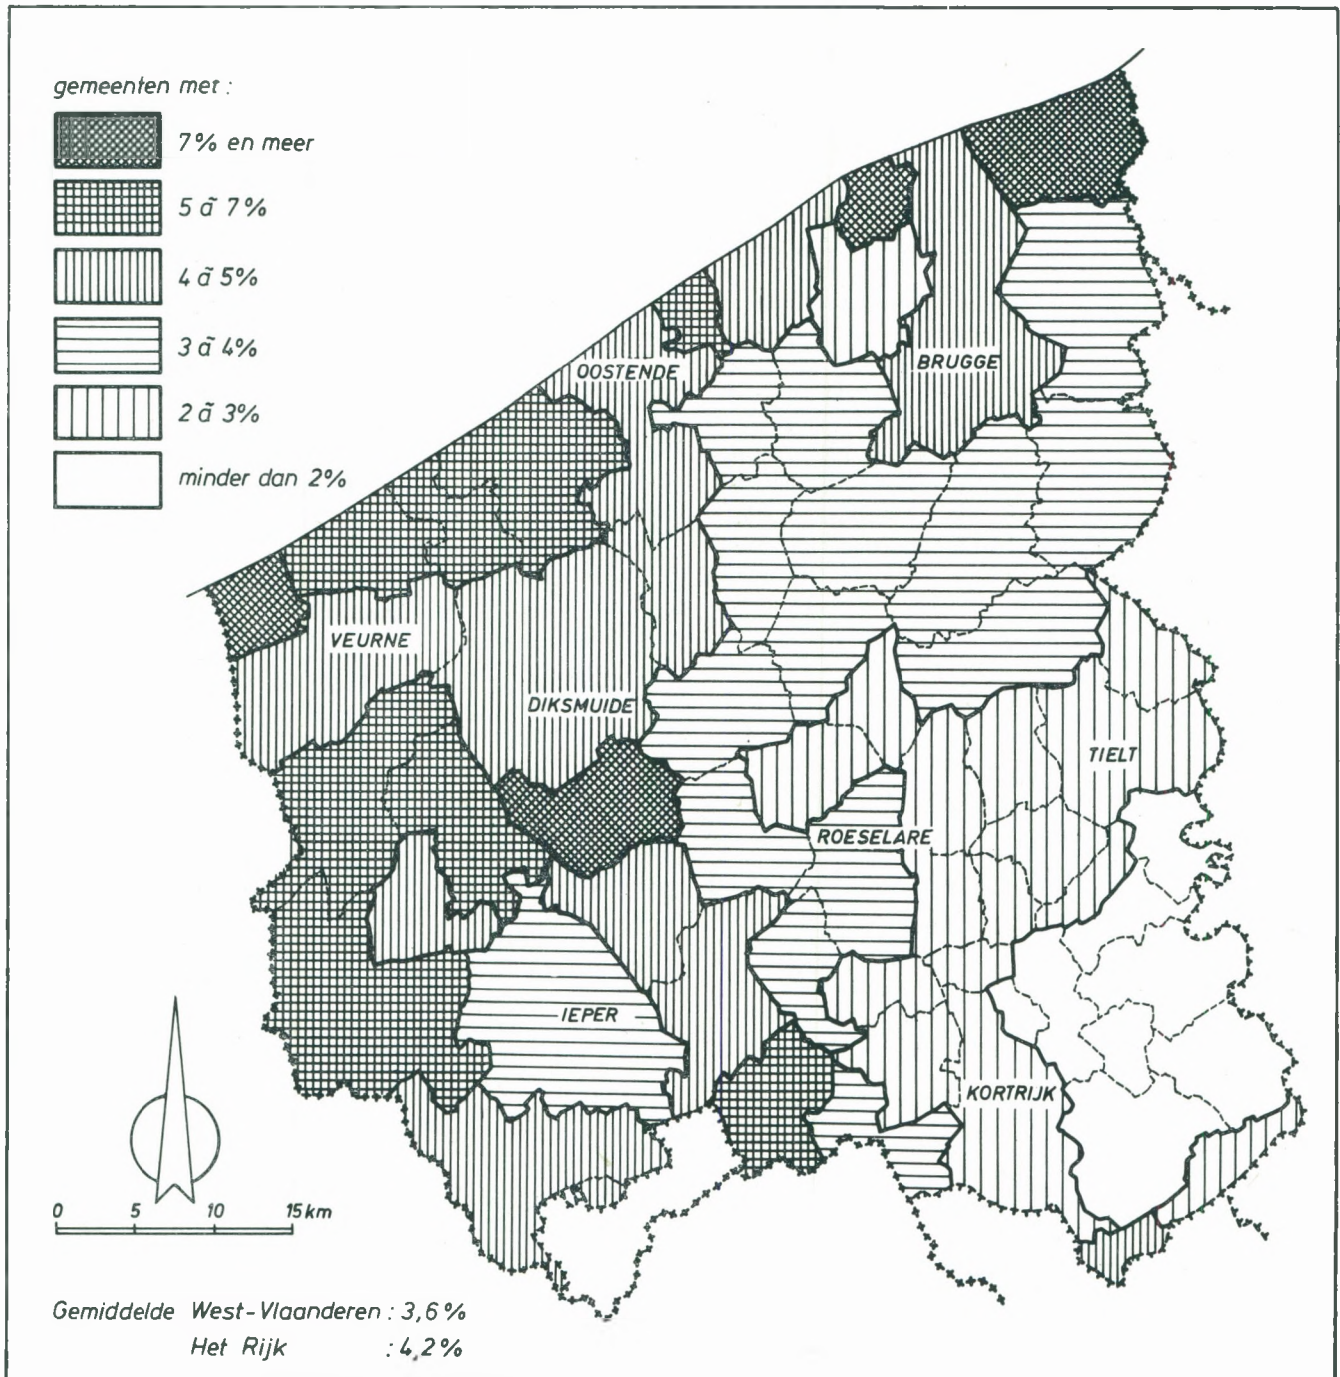 gemeenten met :
7% en meer
5 ã 7%
4 ã 5%
3 ã 4%
2 ã 3%
minder dan 2%
OOSTENDE
BRUGGE
VEURNE
DIKSMUIDE
TIELT
ROESELARE
IEPER
KORTRIJK
0 5 10 15 km
Gemiddelde West-Vlaanderen : 3,6%
Het Rijk : 4,2%